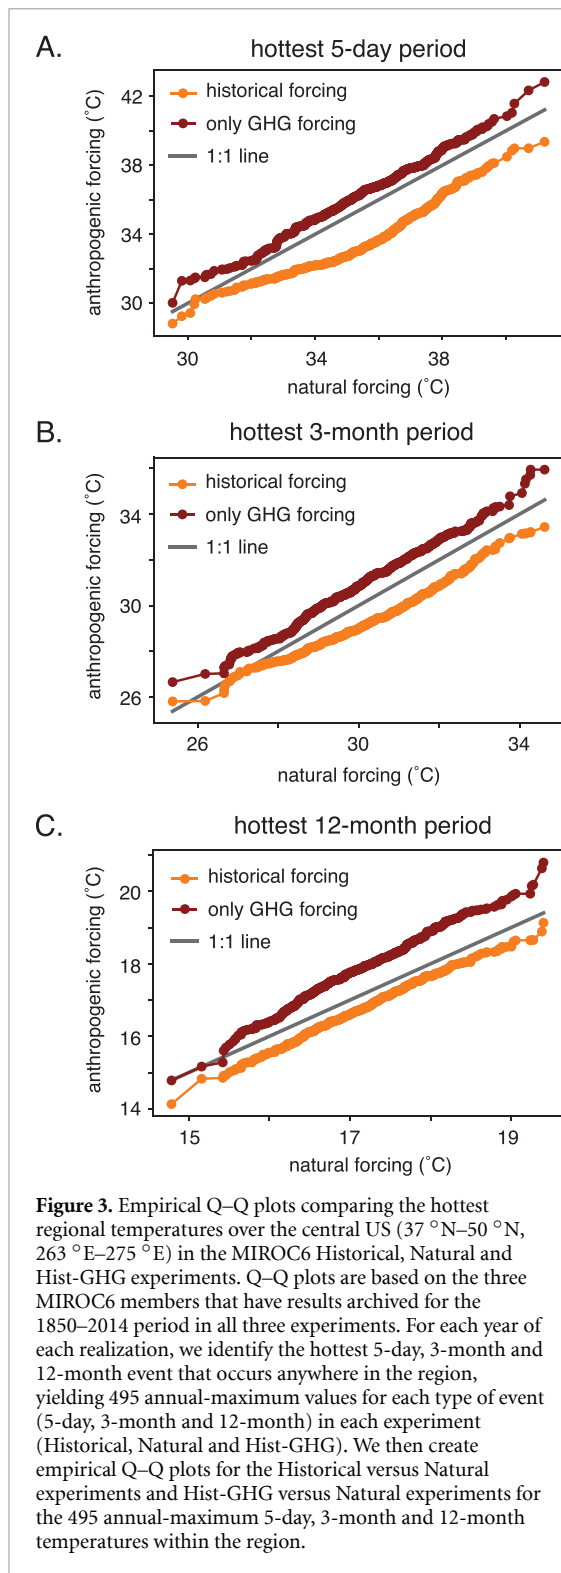 A. hottest 5-day period
historical forcing
only GHG forcing
1:1 line
anthropogenic forcing (˚C)
42
38
34
30
30 34 38
natural forcing (˚C)
B. hottest 3-month period
historical forcing
only GHG forcing
1:1 line
anthropogenic forcing (˚C)
34
30
26
26 30 34
natural forcing (˚C)
C. hottest 12-month period
historical forcing
only GHG forcing
1:1 line
anthropogenic forcing (˚C)
20
18
16
14
15 17 19
natural forcing (˚C)
Figure 3. Empirical Q–Q plots comparing the hottest
regional temperatures over the central US (37 °N–50 °N,
263 °E–275 °E) in the MIROC6 Historical, Natural and
Hist-GHG experiments. Q–Q plots are based on the three
MIROC6 members that have results archived for the
1850–2014 period in all three experiments. For each year of
each realization, we identify the hottest 5-day, 3-month and
12-month event that occurs anywhere in the region,
yielding 495 annual-maximum values for each type of event
(5-day, 3-month and 12-month) in each experiment
(Historical, Natural and Hist-GHG). We then create
empirical Q–Q plots for the Historical versus Natural
experiments and Hist-GHG versus Natural experiments for
the 495 annual-maximum 5-day, 3-month and 12-month
temperatures within the region.